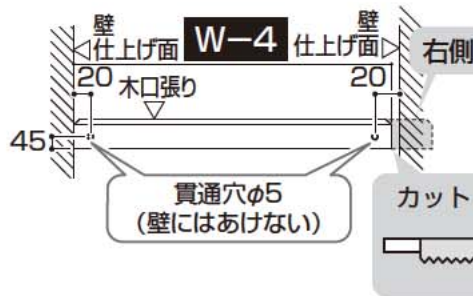 壁
仕上げ面
W-4
壁
仕上げ面
右側
20
木口張り
20
45
貫通穴φ5
(壁にはあけない)
カット